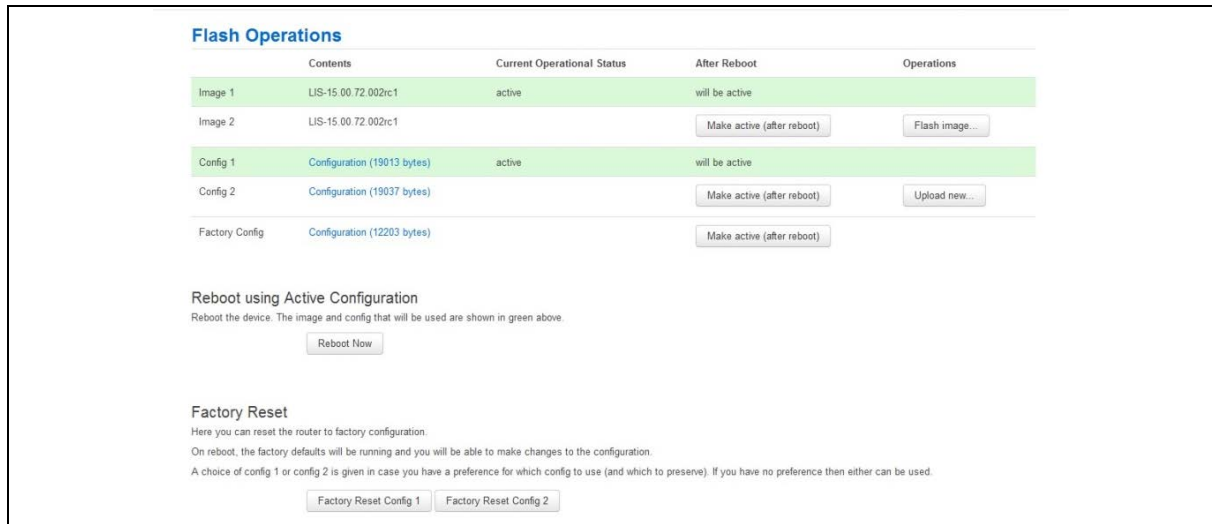 Flash Operations
Contents Current Operational Status After Reboot Operations
Image 1 LIS-15.00.72.002rc1 active will be active
Image 2 LIS-15.00.72.002rc1 Make active (after reboot) Flash image...
Config 1 Configuration (19013 bytes) active will be active
Config 2 Configuration (19037 bytes) Make active (after reboot) Upload new...
Factory Config Configuration (12203 bytes) Make active (after reboot)
Reboot using Active Configuration
Reboot the device. The image and config that will be used are shown in green above.
Reboot Now
Factory Reset
Here you can reset the router to factory configuration.
On reboot, the factory defaults will be running and you will be able to make changes to the configuration.
A choice of config 1 or config 2 is given in case you have a preference for which config to use (and which to preserve). If you have no preference then either can be used.
Factory Reset Config 1 Factory Reset Config 2